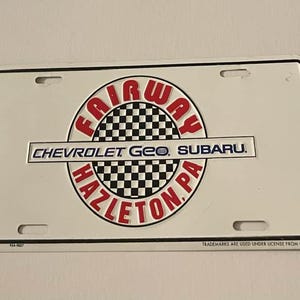 FAIRWAY
CHEVROLET Geo. SUBARU.
HAZLETON, PA
TRADEMARKS ARE USED UNDER LICENSE FROM